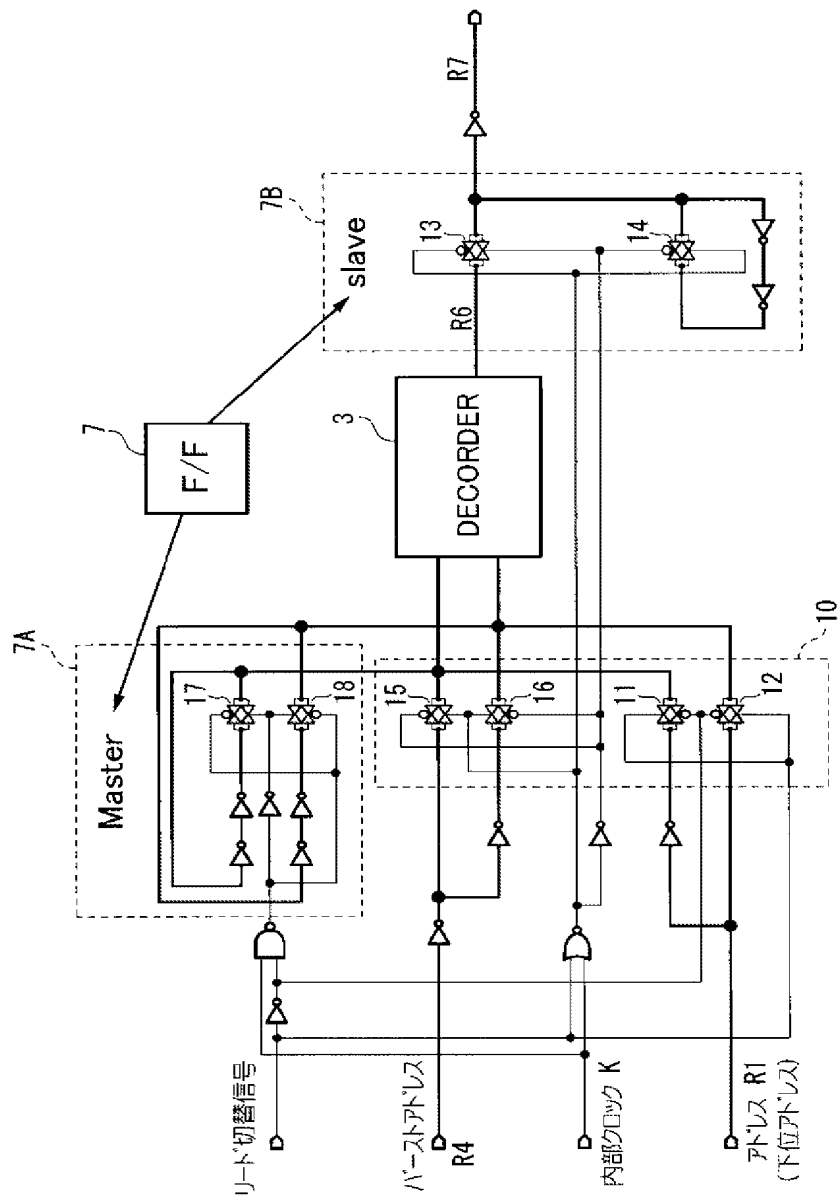 リード切替信号
バーストアドレス
R4
内部クロック K
アドレス R1
(下位アドレス)
7A
Master
17
18
15
16
11
12
10
7
F/F
3
DECORDER
R6
7B
slave
13
14
R7